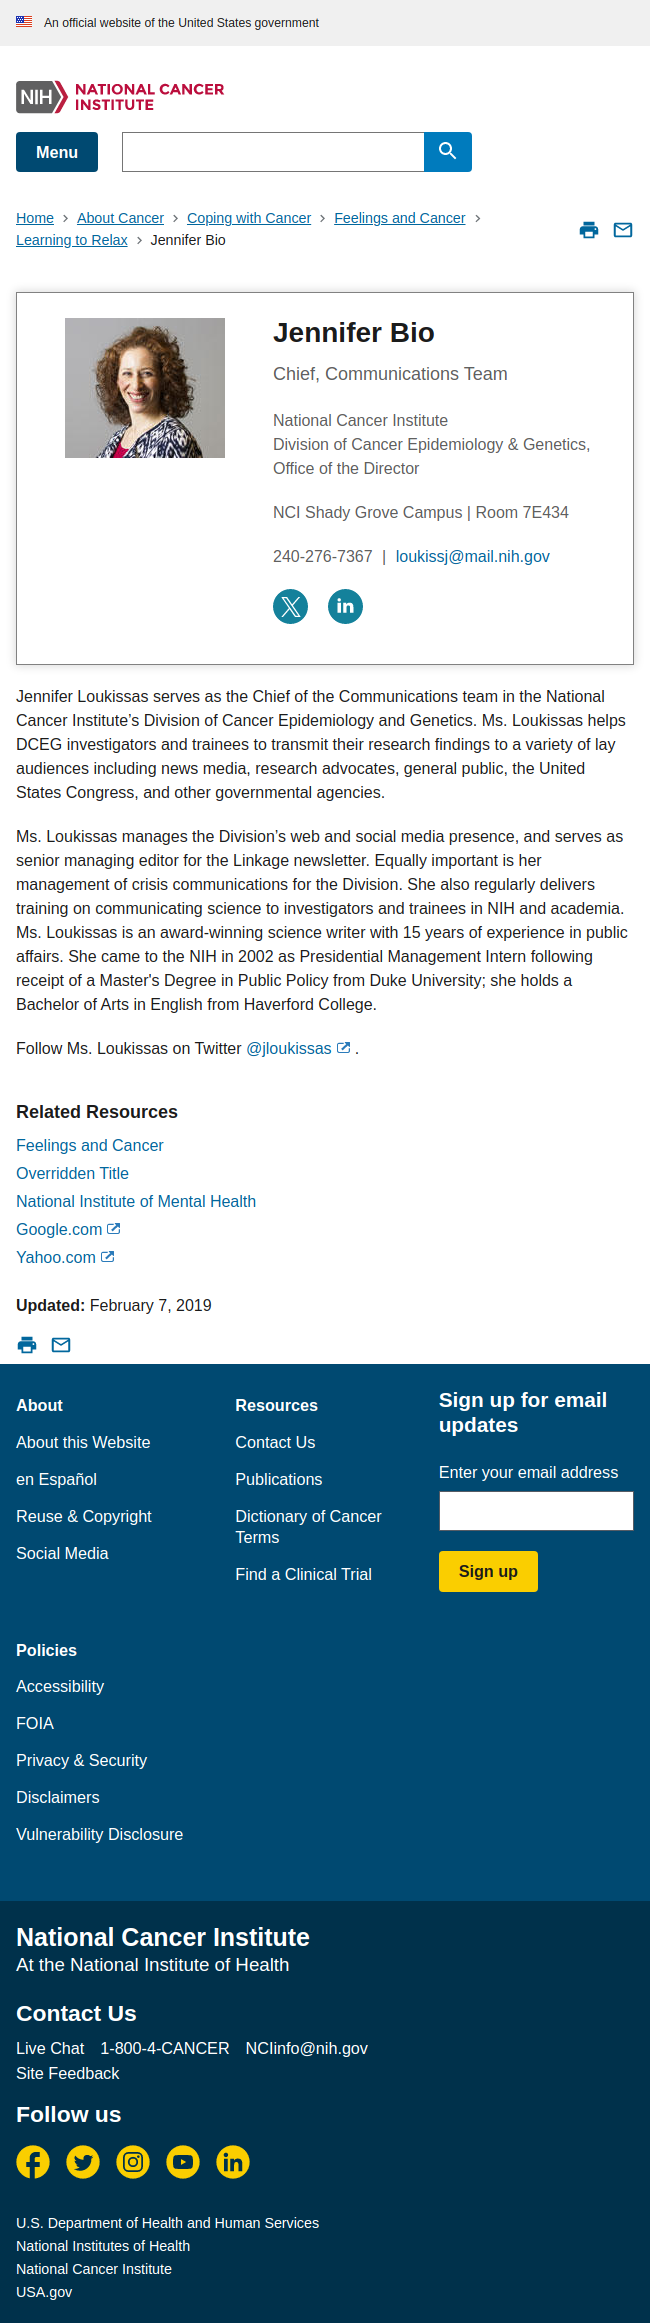 An official website of the United States government
NIH NATIONAL CANCER
INSTITUTE
Menu
Home > About Cancer > Coping with Cancer > Feelings and Cancer >
Learning to Relax > Jennifer Bio
Jennifer Bio
Chief, Communications Team
National Cancer Institute
Division of Cancer Epidemiology & Genetics,
Office of the Director
NCI Shady Grove Campus | Room 7E434
240-276-7367 | loukissj@mail.nih.gov
Jennifer Loukissas serves as the Chief of the Communications team in the National
Cancer Institute’s Division of Cancer Epidemiology and Genetics. Ms. Loukissas helps
DCEG investigators and trainees to transmit their research findings to a variety of lay
audiences including news media, research advocates, general public, the United
States Congress, and other governmental agencies.
Ms. Loukissas manages the Division’s web and social media presence, and serves as
senior managing editor for the Linkage newsletter. Equally important is her
management of crisis communications for the Division. She also regularly delivers
training on communicating science to investigators and trainees in NIH and academia.
Ms. Loukissas is an award-winning science writer with 15 years of experience in public
affairs. She came to the NIH in 2002 as Presidential Management Intern following
receipt of a Master's Degree in Public Policy from Duke University; she holds a
Bachelor of Arts in English from Haverford College.
Follow Ms. Loukissas on Twitter @jloukissas .
Related Resources
Feelings and Cancer
Overridden Title
National Institute of Mental Health
Google.com
Yahoo.com
Updated: February 7, 2019
About
About this Website
en Español
Reuse & Copyright
Social Media
Resources
Contact Us
Publications
Dictionary of Cancer
Terms
Find a Clinical Trial
Sign up for email
updates
Enter your email address
Sign up
Policies
Accessibility
FOIA
Privacy & Security
Disclaimers
Vulnerability Disclosure
National Cancer Institute
At the National Institute of Health
Contact Us
Live Chat 1-800-4-CANCER NCIinfo@nih.gov
Site Feedback
Follow us
U.S. Department of Health and Human Services
National Institutes of Health
National Cancer Institute
USA.gov